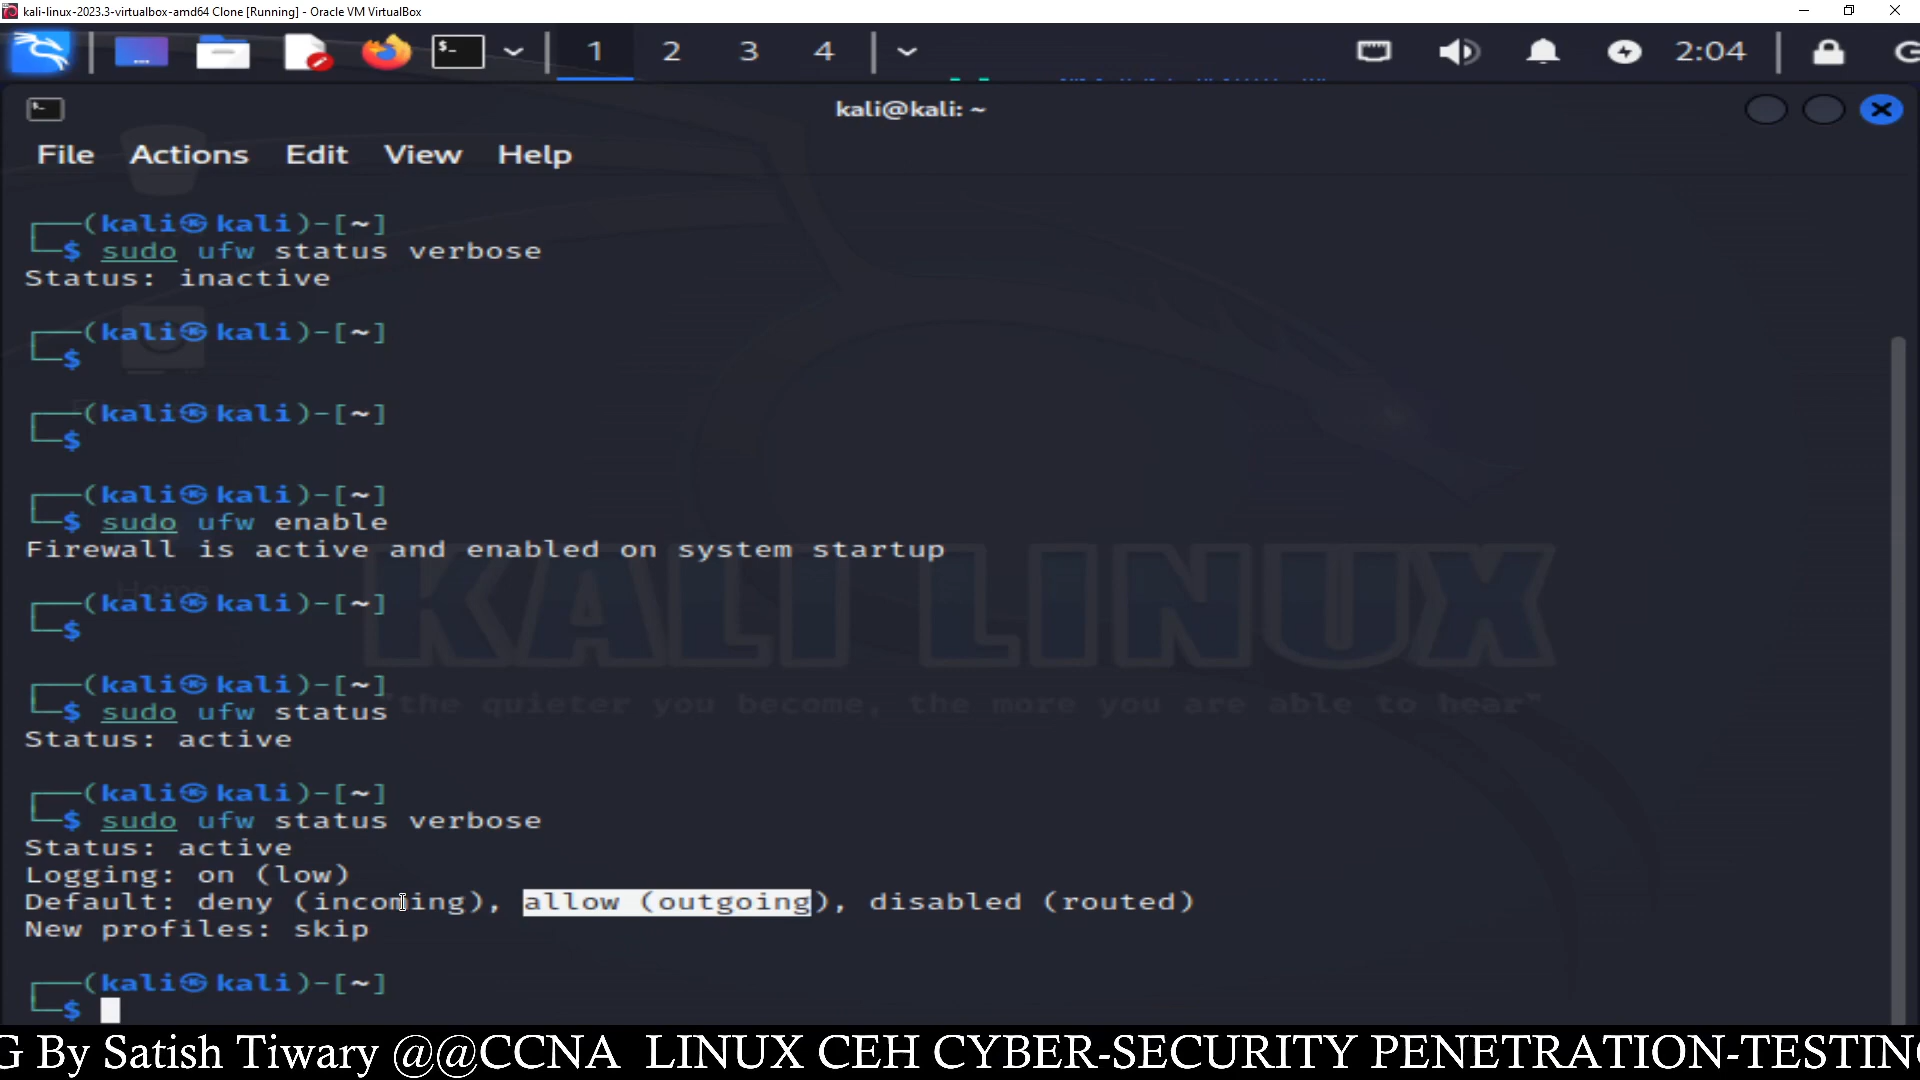 kali-linux-2023.3-virtualbox-amd64 Clone [Running] - Oracle VM VirtualBox
1 2 3 4 2:04
kali@kali: ~
File Actions Edit View Help
┌──(kali㉿kali)-[~]
└─$ sudo ufw status verbose
Status: inactive
┌──(kali㉿kali)-[~]
└─$
┌──(kali㉿kali)-[~]
└─$
┌──(kali㉿kali)-[~]
└─$ sudo ufw enable
Firewall is active and enabled on system startup
┌──(kali㉿kali)-[~]
└─$
┌──(kali㉿kali)-[~]
└─$ sudo ufw status
Status: active
┌──(kali㉿kali)-[~]
└─$ sudo ufw status verbose
Status: active
Logging: on (low)
Default: deny (incoming), allow (outgoing), disabled (routed)
New profiles: skip
┌──(kali㉿kali)-[~]
└─$
Home
KALI LINUX
"the quieter you become, the more you are able to hear"
G By Satish Tiwary @@CCNA LINUX CEH CYBER-SECURITY PENETRATION-TESTIN